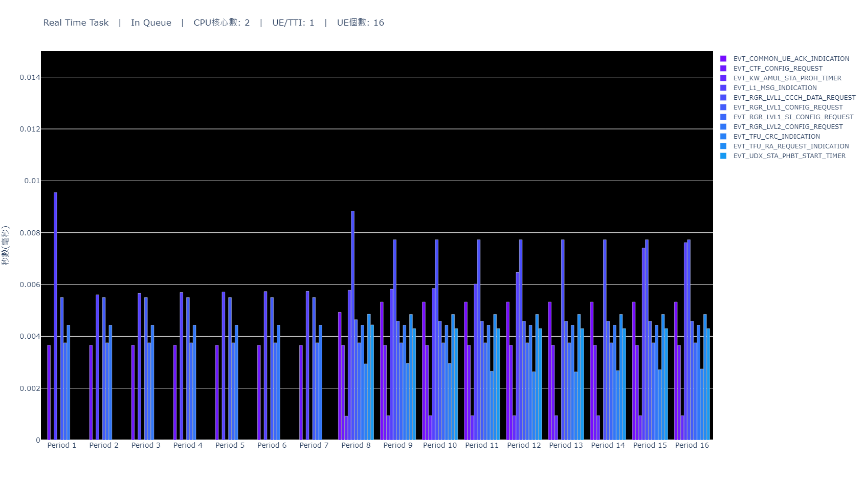 Real Time Task | In Queue | CPU核心數: 2 | UE/TTI: 1 | UE個數: 16
EVT_COMMON_UE_ACK_INDICATION
EVT_CTF_CONFIG_REQUEST
EVT_KW_AMUL_STA_PROH_TIMER
EVT_L1_MSG_INDICATION
EVT_RGR_LVL1_CCCH_DATA_REQUEST
EVT_RGR_LVL1_CONFIG_REQUEST
EVT_RGR_LVL1_SI_CONFIG_REQUEST
EVT_RGR_LVL2_CONFIG_REQUEST
EVT_TFU_CRC_INDICATION
EVT_TFU_RA_REQUEST_INDICATION
EVT_UDX_STA_PHBT_START_TIMER
0.014
0.012
0.01
0.008
0.006
0.004
0.002
0
秒數(毫秒)
Period 1 Period 2 Period 3 Period 4 Period 5 Period 6 Period 7 Period 8 Period 9 Period 10 Period 11 Period 12 Period 13 Period 14 Period 15 Period 16